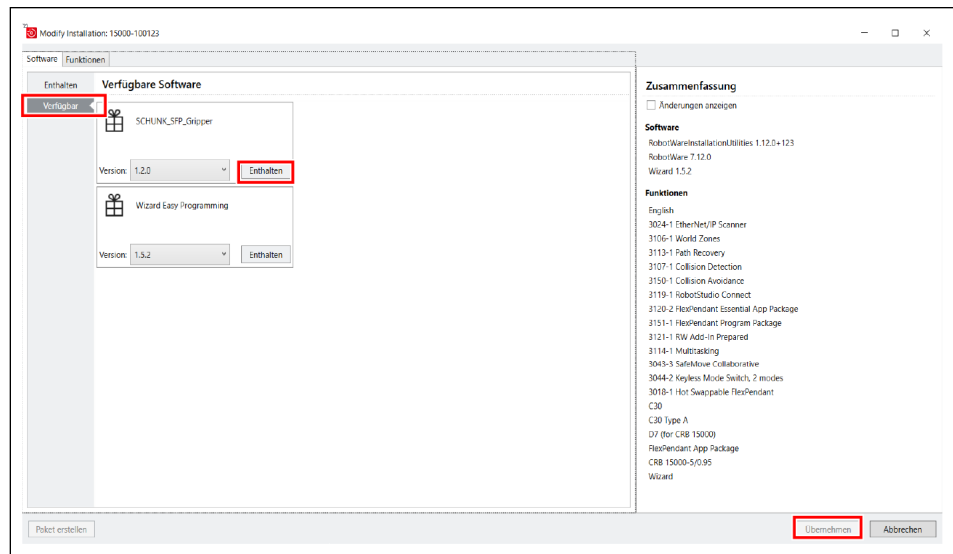 Modify Installation: 15000-100123
Software Funktionen
Enthalten
Verfügbar
Verfügbare Software
SCHUNK_SFP_Gripper
Version: 1.2.0 Enthalten
Wizard Easy Programming
Version: 1.5.2 Enthalten
Zusammenfassung
Änderungen anzeigen
Software
RobotWareInstallationUtilities 1.12.0+123
RobotWare 7.12.0
Wizard 1.5.2
Funktionen
English
3024-1 EtherNet/IP Scanner
3106-1 World Zones
3113-1 Path Recovery
3107-1 Collision Detection
3150-1 Collision Avoidance
3119-1 RobotStudio Connect
3120-2 FlexPendant Essential App Package
3151-1 FlexPendant Program Package
3121-1 RW Add-In Prepared
3114-1 Multitasking
3043-3 SafeMove Collaborative
3044-2 Keyless Mode Switch, 2 modes
3018-1 Hot Swappable FlexPendant
C30
C30 Type A
D7 (for CRB 15000)
FlexPendant App Package
CRB 15000-5/0.95
Wizard
Paket erstellen
Übernehmen Abbrechen